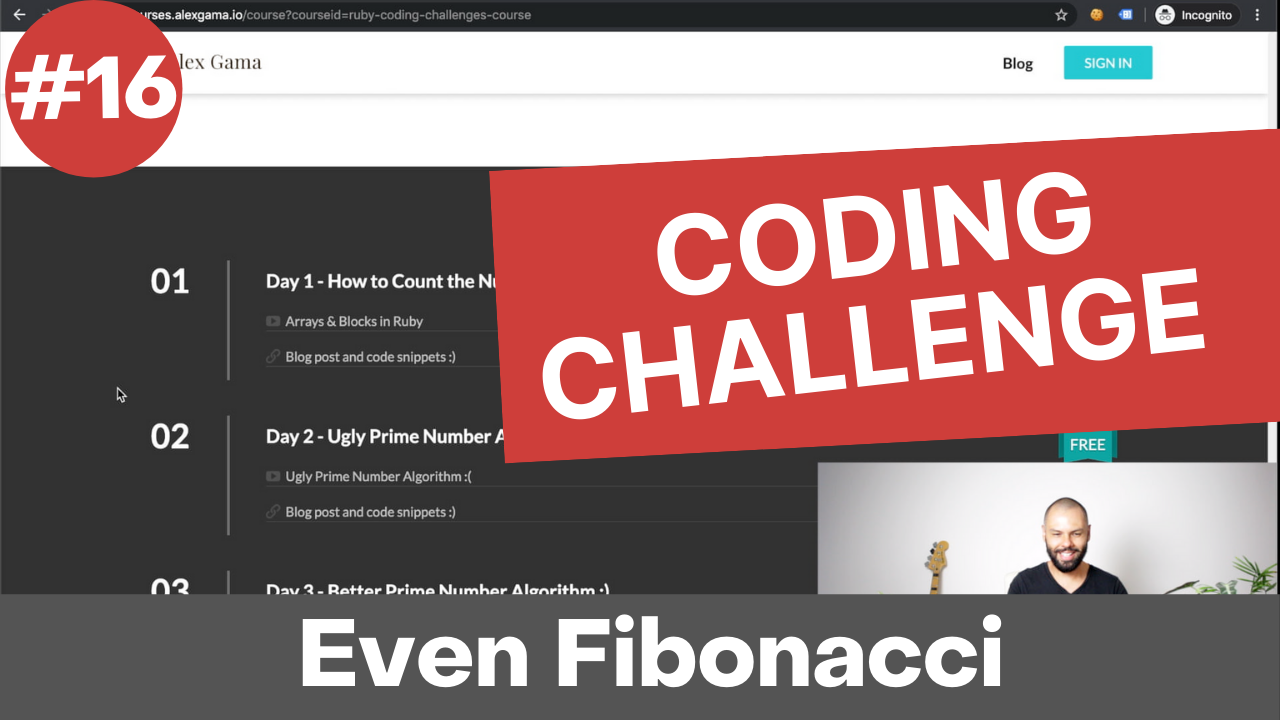 urses.alexgama.io/course?courseid=ruby-coding-challenges-course
Incognito
#16
lex Gama
Blog
SIGN IN
CODING
CHALLENGE
01
Day 1 - How to Count the Nu
Arrays & Blocks in Ruby
Blog post and code snippets :)
02
Day 2 - Ugly Prime Number A
FREE
Ugly Prime Number Algorithm :(
Blog post and code snippets :)
03
Day 3 - Better Prime Number Algorithm :)
Even Fibonacci